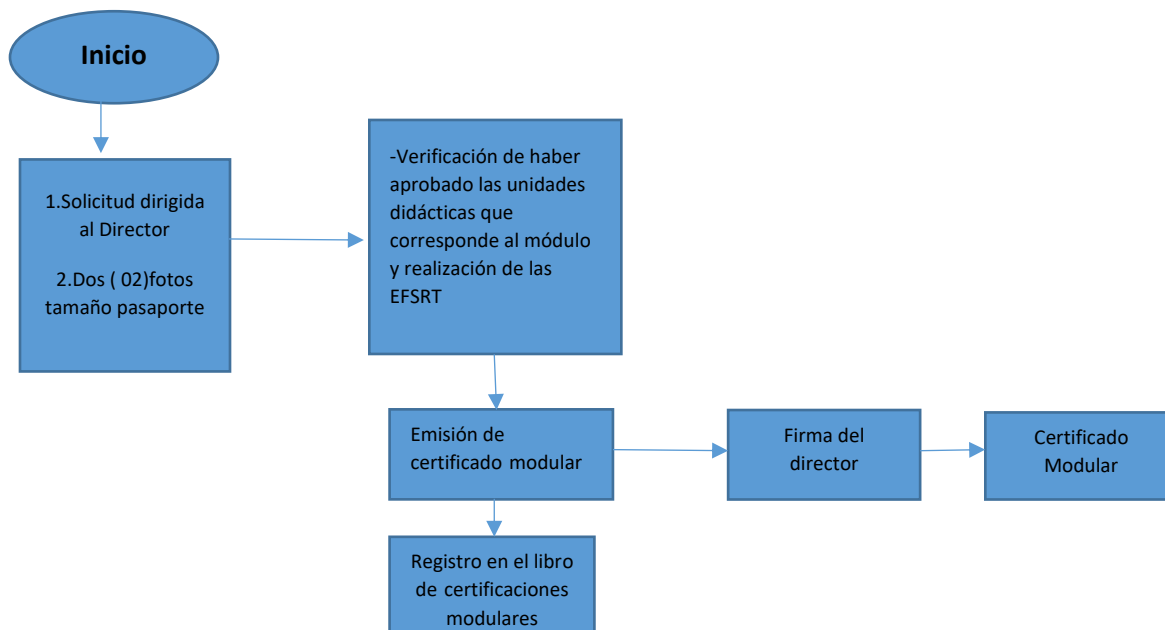 Inicio
1.Solicitud dirigida
al Director
2.Dos ( 02)fotos
tamaño pasaporte
-Verificación de haber
aprobado las unidades
didácticas que
corresponde al módulo
y realización de las
EFSRT
Emisión de
certificado modular
Firma del
director
Certificado
Modular
Registro en el libro
de certificaciones
modulares